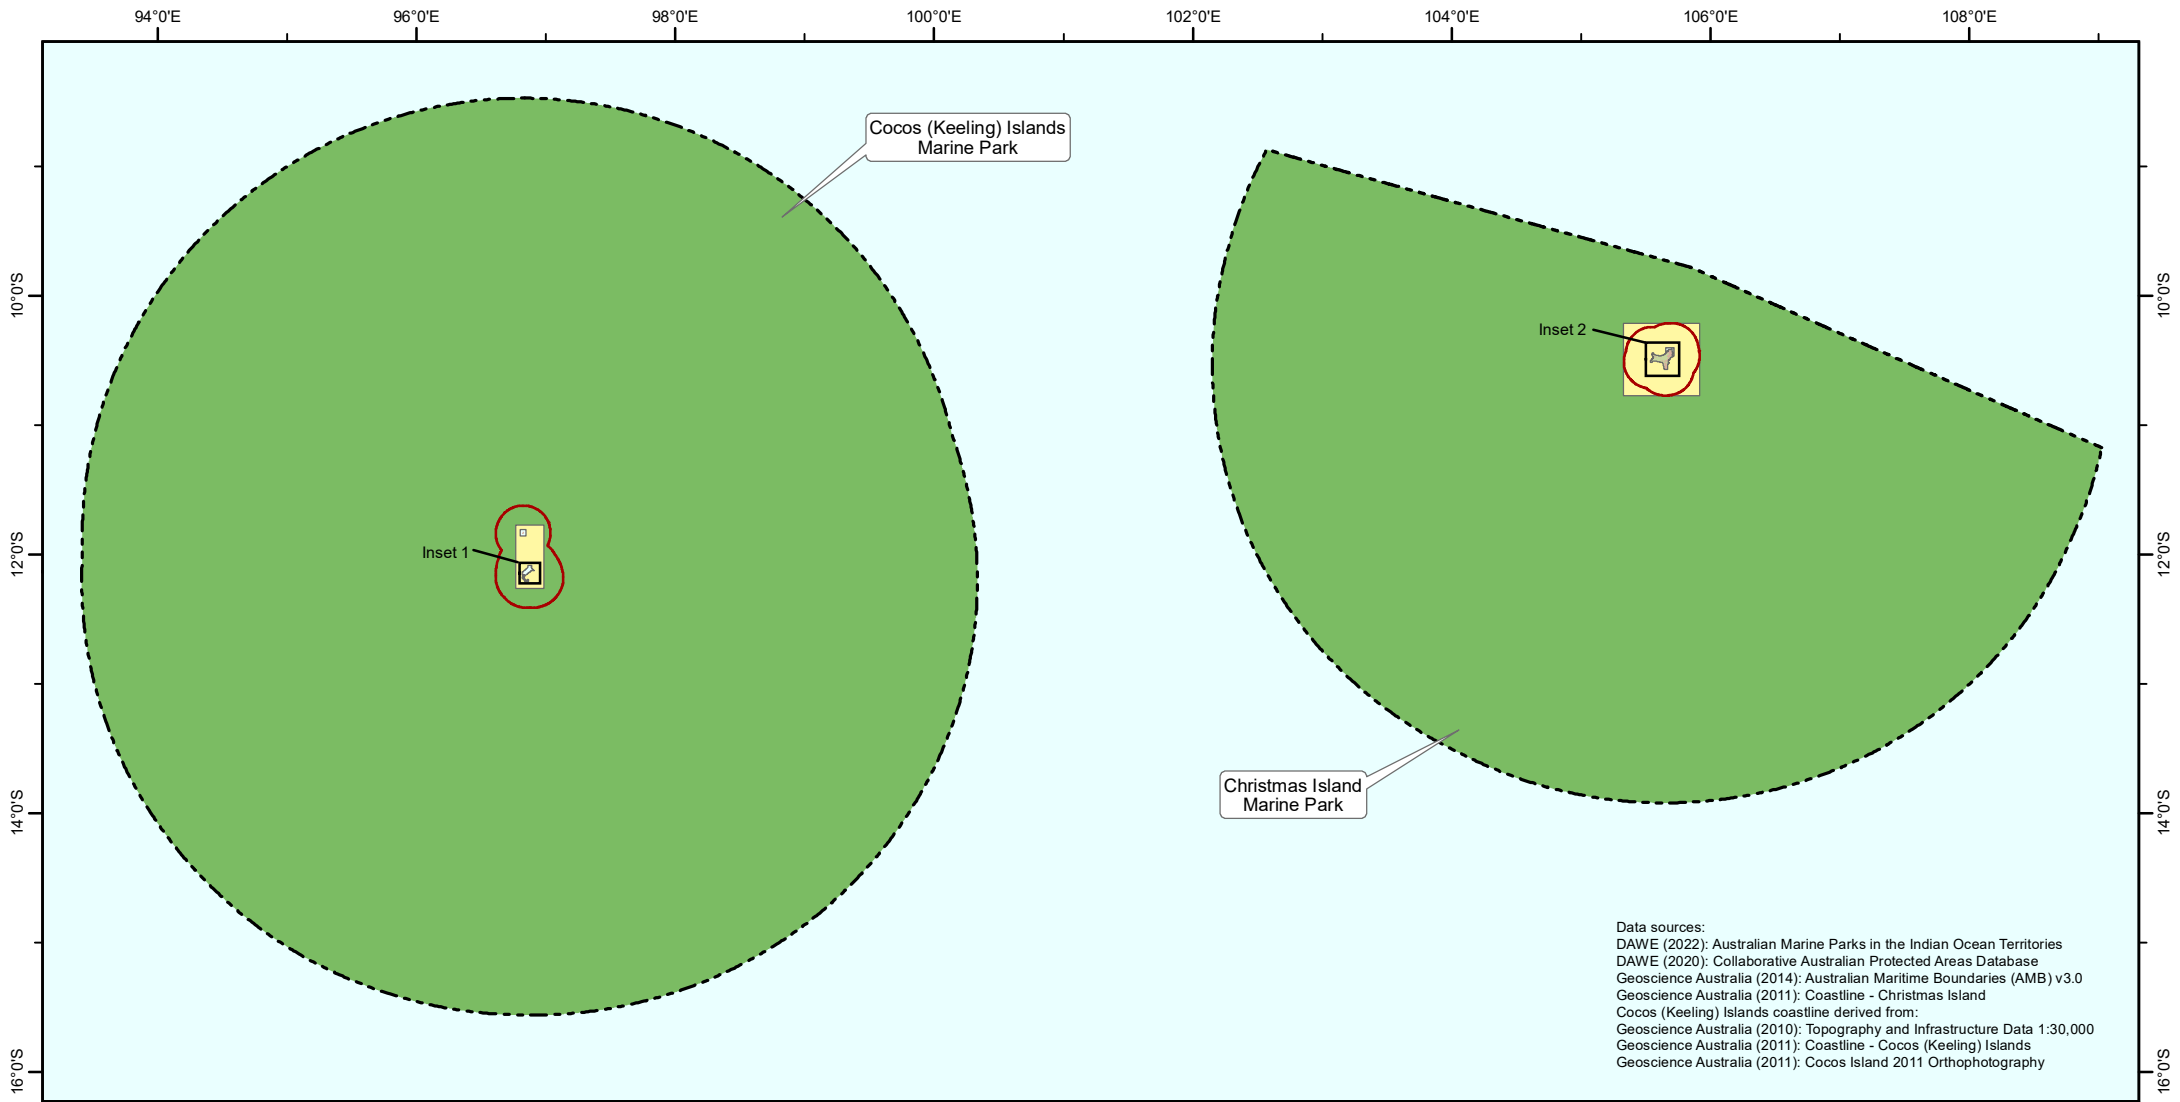 94°0'E
96°0'E
98°0'E
100°0'E
102°0'E
104°0'E
106°0'E
108°0'E
Cocos (Keeling) Islands
Marine Park
10°0'S
10°0'S
Inset 2
Inset 1
12°0'S
12°0'S
Christmas Island
Marine Park
14°0'S
14°0'S
Data sources:
DAWE (2022): Australian Marine Parks in the Indian Ocean Territories
DAWE (2020): Collaborative Australian Protected Areas Database
Geoscience Australia (2014): Australian Maritime Boundaries (AMB) v3.0
Geoscience Australia (2011): Coastline - Christmas Island
Cocos (Keeling) Islands coastline derived from:
Geoscience Australia (2010): Topography and Infrastructure Data 1:30,000
Geoscience Australia (2011): Coastline - Cocos (Keeling) Islands
Geoscience Australia (2011): Cocos Island 2011 Orthophotography
16°0'S
16°0'S